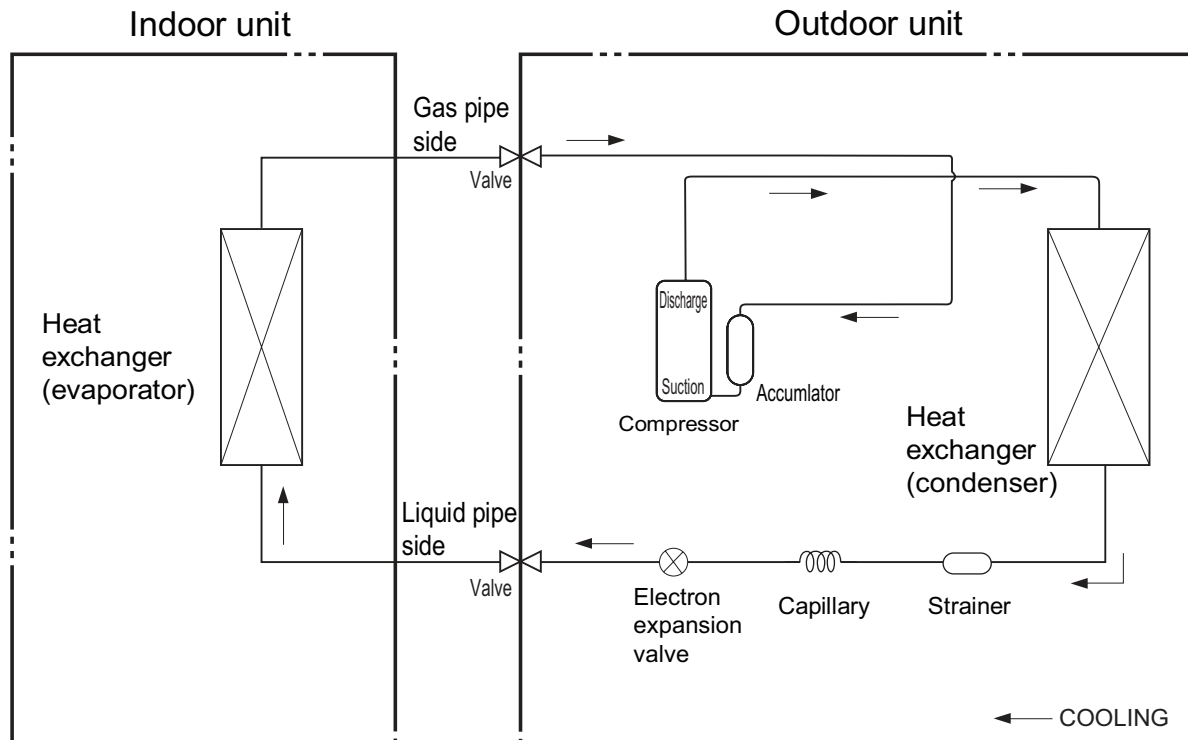 Indoor unit
Outdoor unit
Gas pipe
side
Valve
Discharge
Suction
Accumlator
Compressor
Heat
exchanger
(evaporator)
Heat
exchanger
(condenser)
Liquid pipe
side
Valve
Electron
expansion
valve
Capillary
Strainer
COOLING